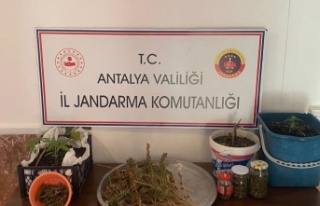 T.C.
ANTALYA VALİLİĞİ
İL JANDARMA KOMUTANLIĞI